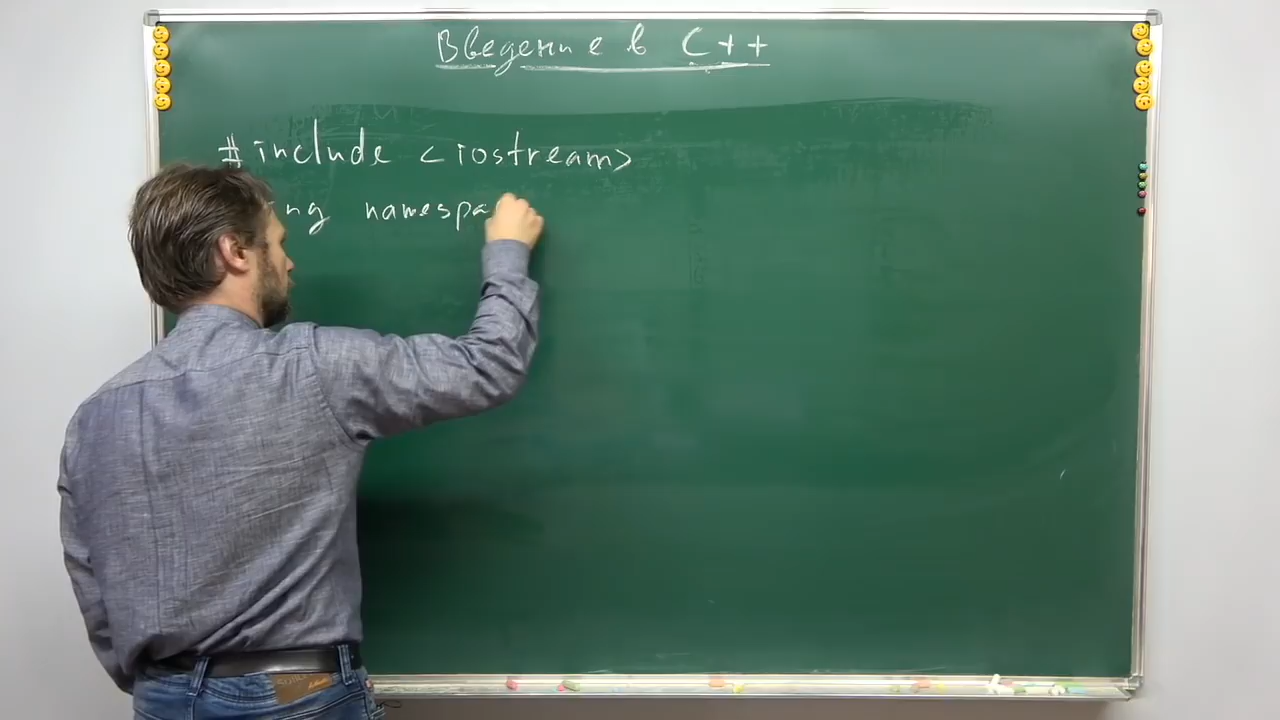 Введение в C++
#include <iostream>
ng namespa